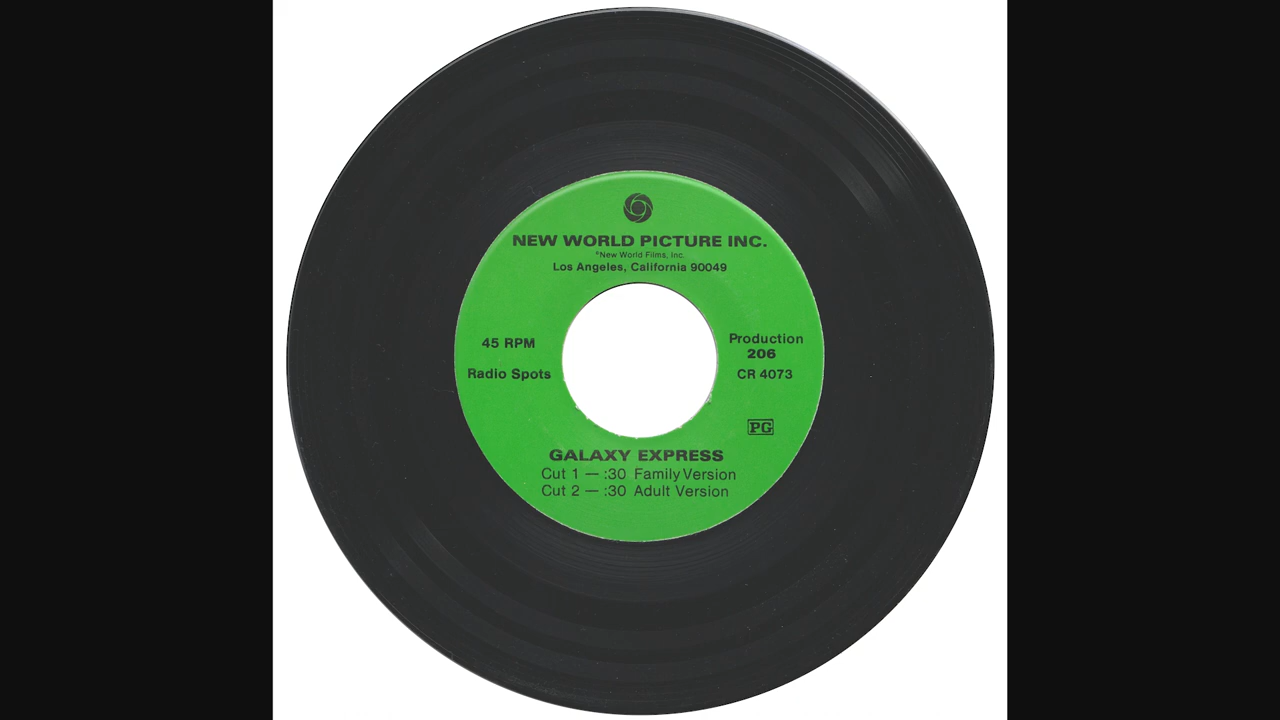 NEW WORLD PICTURE INC.
*New World Films, Inc.
Los Angeles, California 90049
45 RPM
Radio Spots
Production
206
CR 4073
PG
GALAXY EXPRESS
Cut 1 — :30 Family Version
Cut 2 — :30 Adult Version